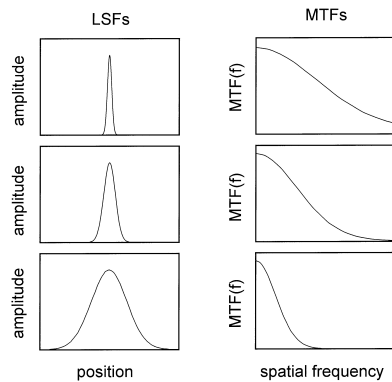 LSFs
MTFs
amplitude
MTF(f)
amplitude
MTF(f)
amplitude
MTF(f)
position
spatial frequency